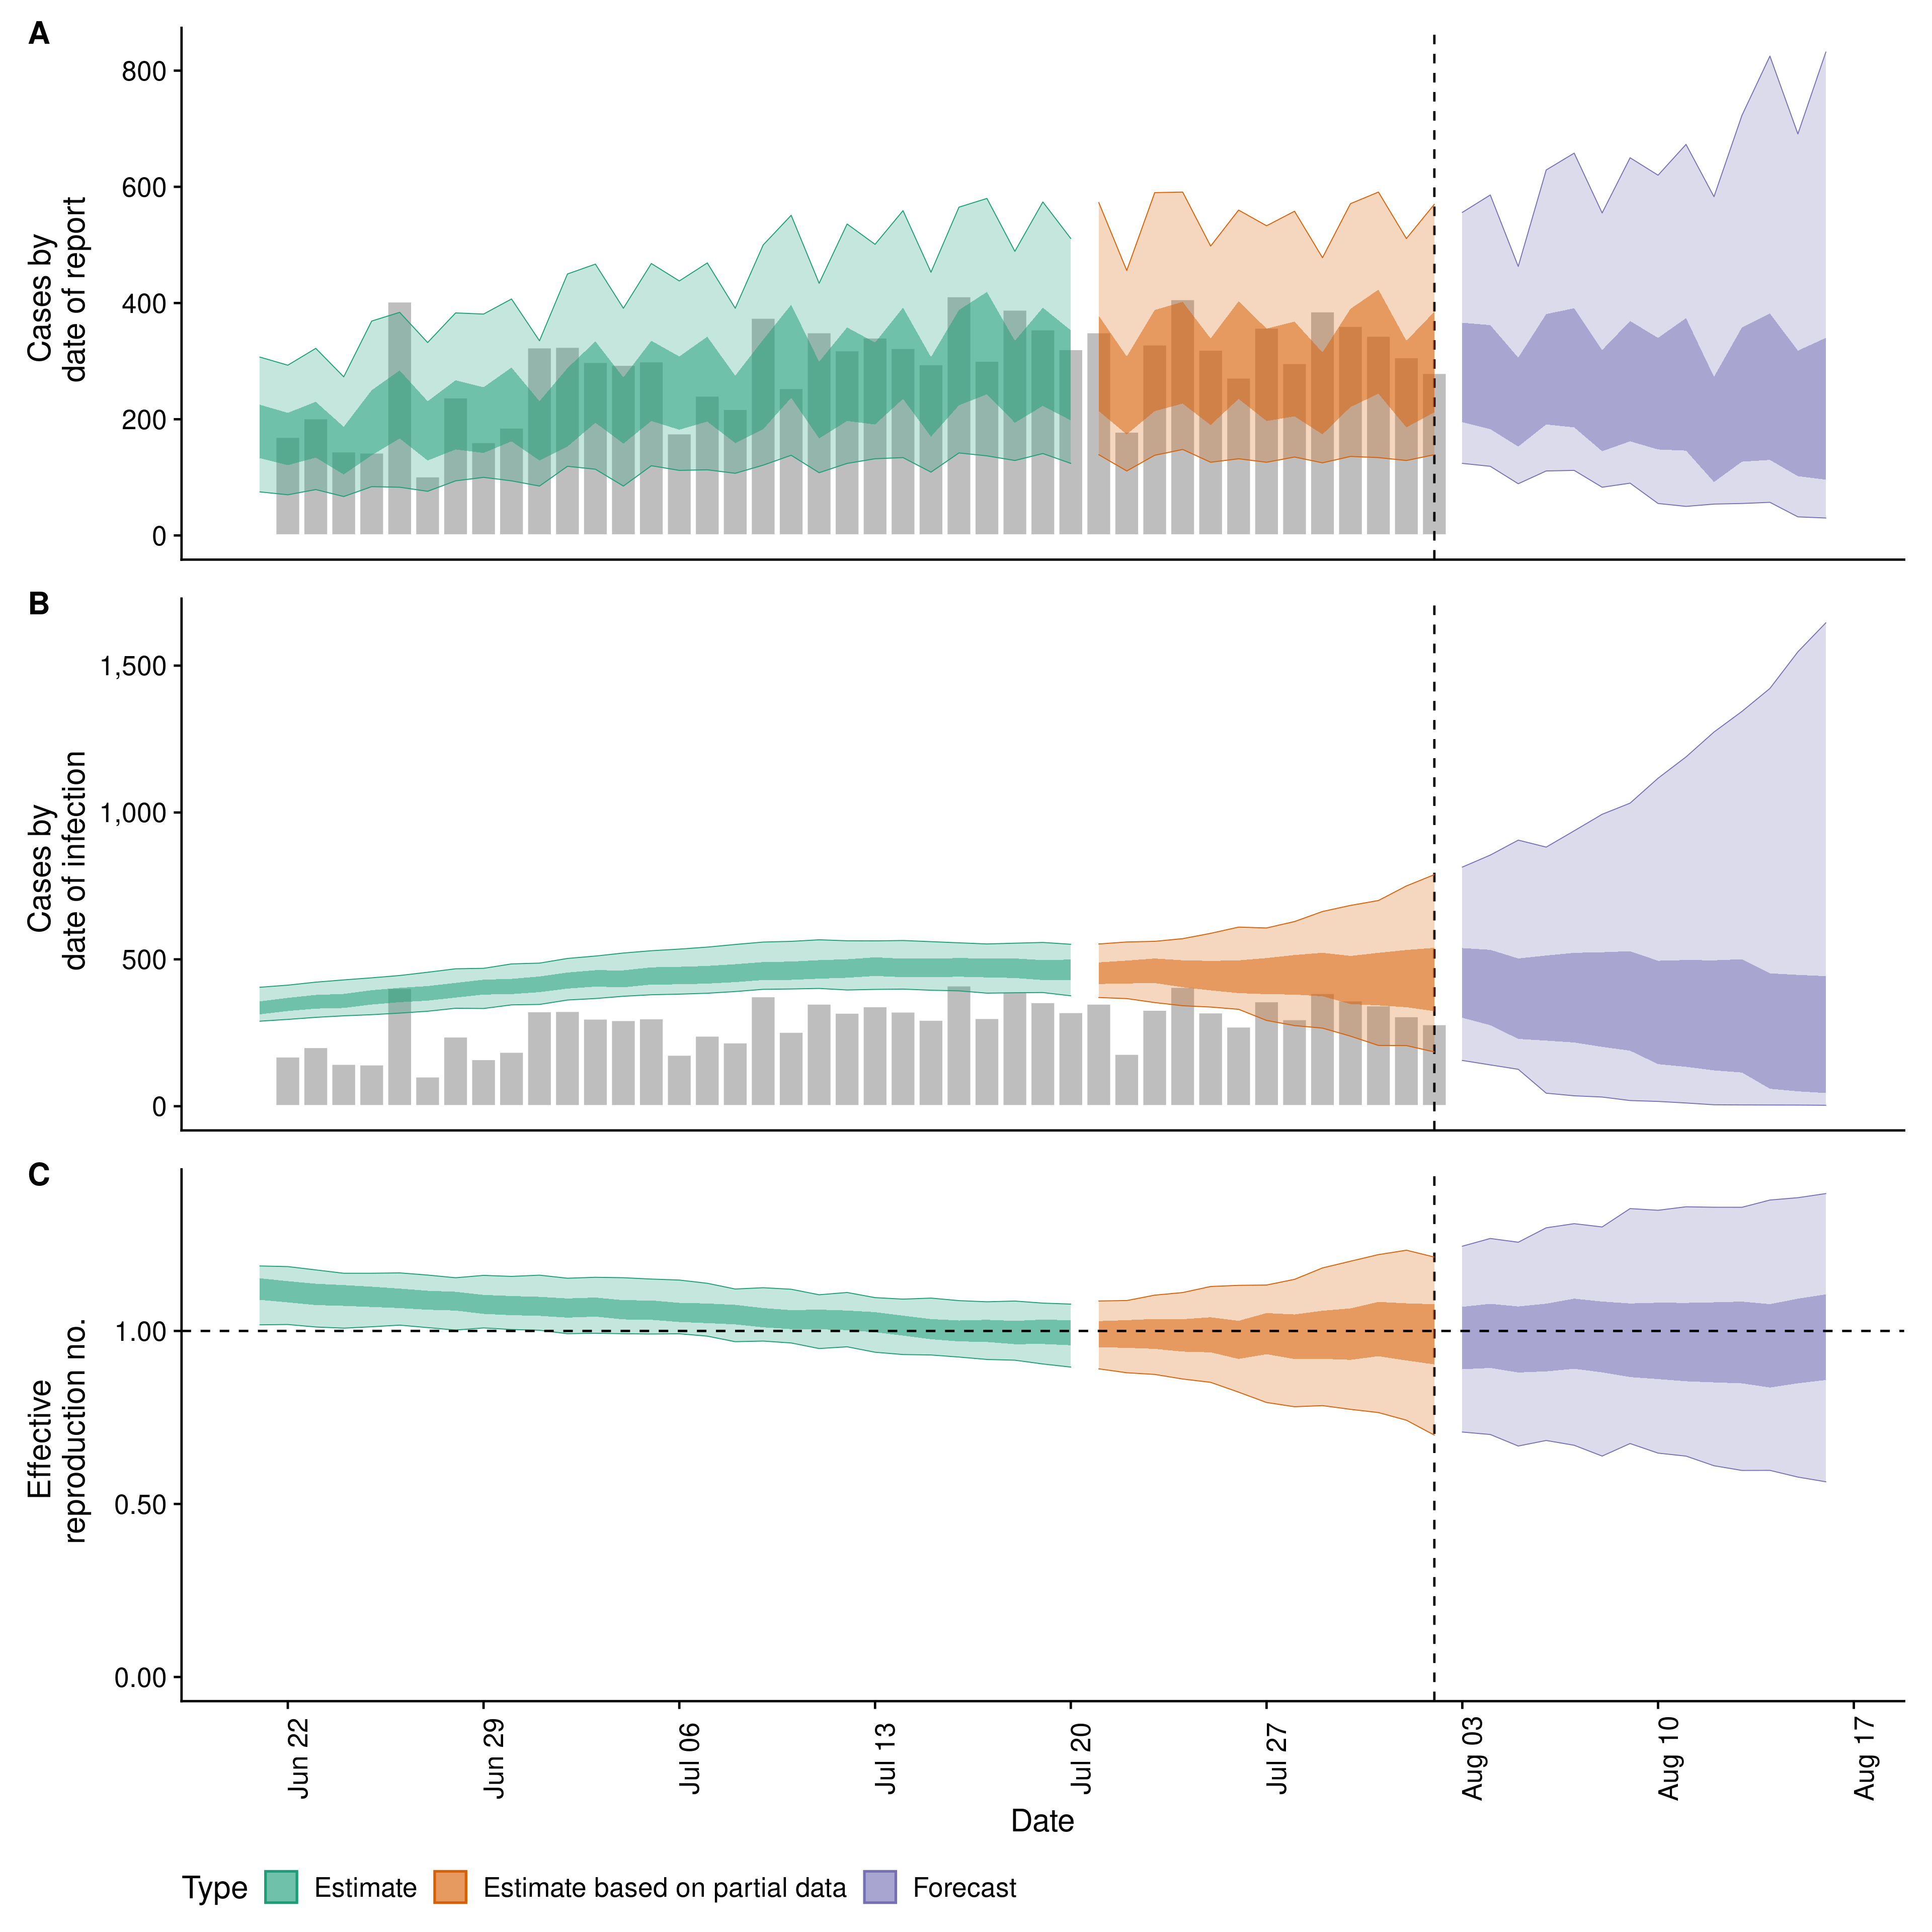 A
Cases by
date of report
800
600
400
200
0
B
Cases by
date of infection
1,500
1,000
500
0
C
Effective
reproduction no.
1.00
0.50
0.00
Jun 22
Jun 29
Jul 06
Jul 13
Jul 20
Jul 27
Aug 03
Aug 10
Aug 17
Date
Type Estimate Estimate based on partial data Forecast